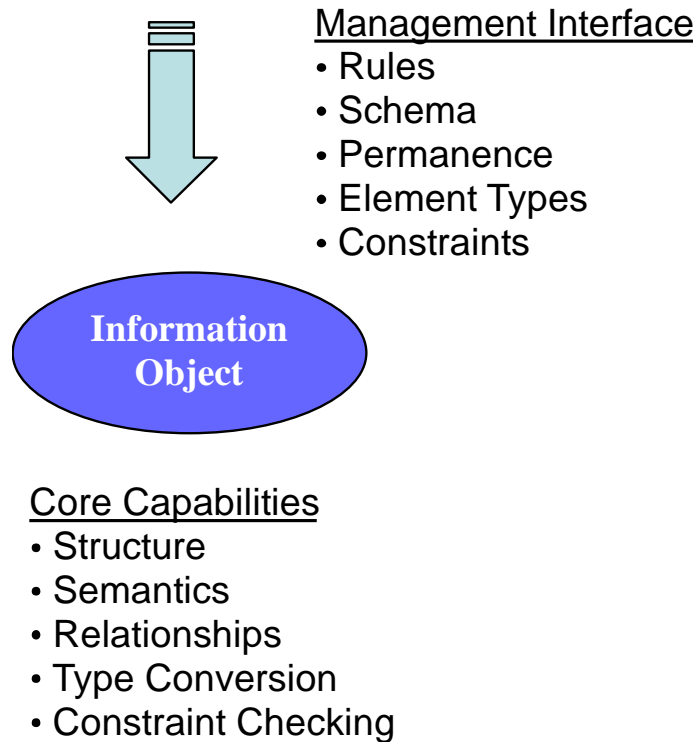 Management Interface
• Rules
• Schema
• Permanence
• Element Types
• Constraints
Information
Object
Core Capabilities
• Structure
• Semantics
• Relationships
• Type Conversion
• Constraint Checking